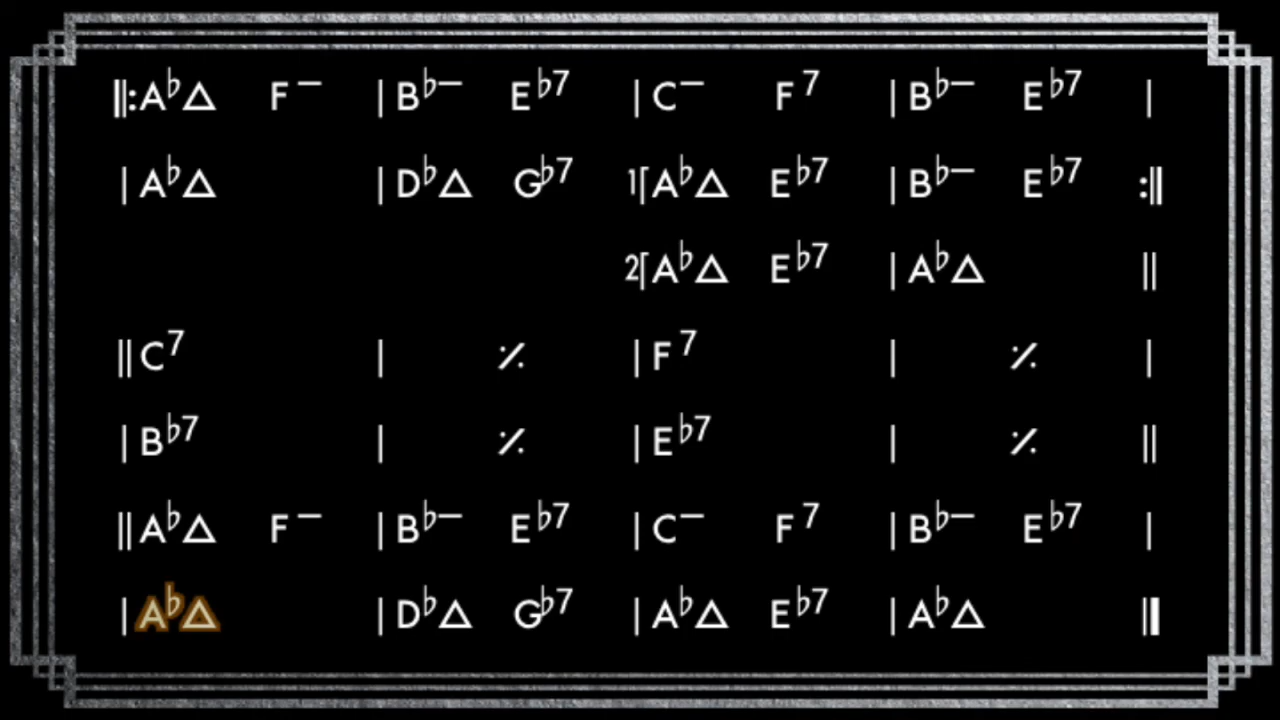 ‖: A♭△ F– | B♭– E♭7 | C– F7 | B♭– E♭7 |
| A♭△ | D♭△ G♭7 1⌈ A♭△ E♭7 | B♭– E♭7 :‖
2⌈ A♭△ E♭7 | A♭△ ‖
‖ C7 | ٪ | F7 | ٪ |
| B♭7 | ٪ | E♭7 | ٪ ‖
‖ A♭△ F– | B♭– E♭7 | C– F7 | B♭– E♭7 |
| A♭△ | D♭△ G♭7 | A♭△ E♭7 | A♭△ ‖